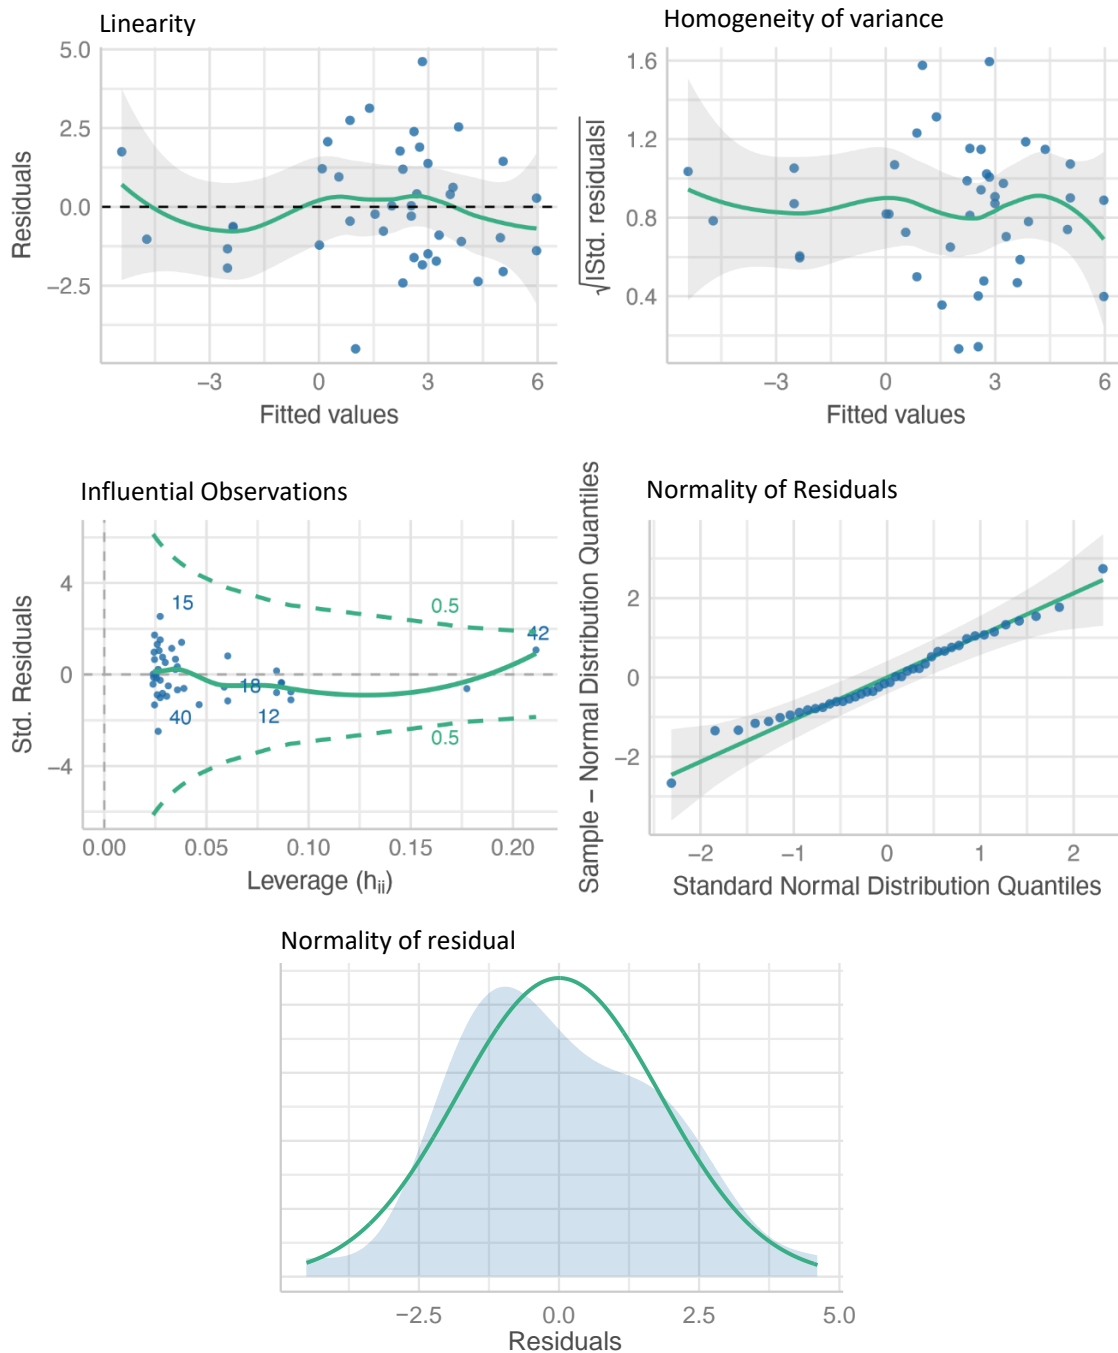 Linearity
5.0
2.5
0.0
−2.5
Residuals
−3 0 3 6
Fitted values
Homogeneity of variance
1.6
1.2
0.8
0.4
√|Std. residuals|
−3 0 3 6
Fitted values
Influential Observations
4
0
−4
Std. Residuals
15
0.5
42
18
40
12
0.5
0.00 0.05 0.10 0.15 0.20
Leverage (hii)
Normality of Residuals
2
0
−2
Sample − Normal Distribution Quantiles
−2 −1 0 1 2
Standard Normal Distribution Quantiles
Normality of residual
−2.5 0.0 2.5 5.0
Residuals